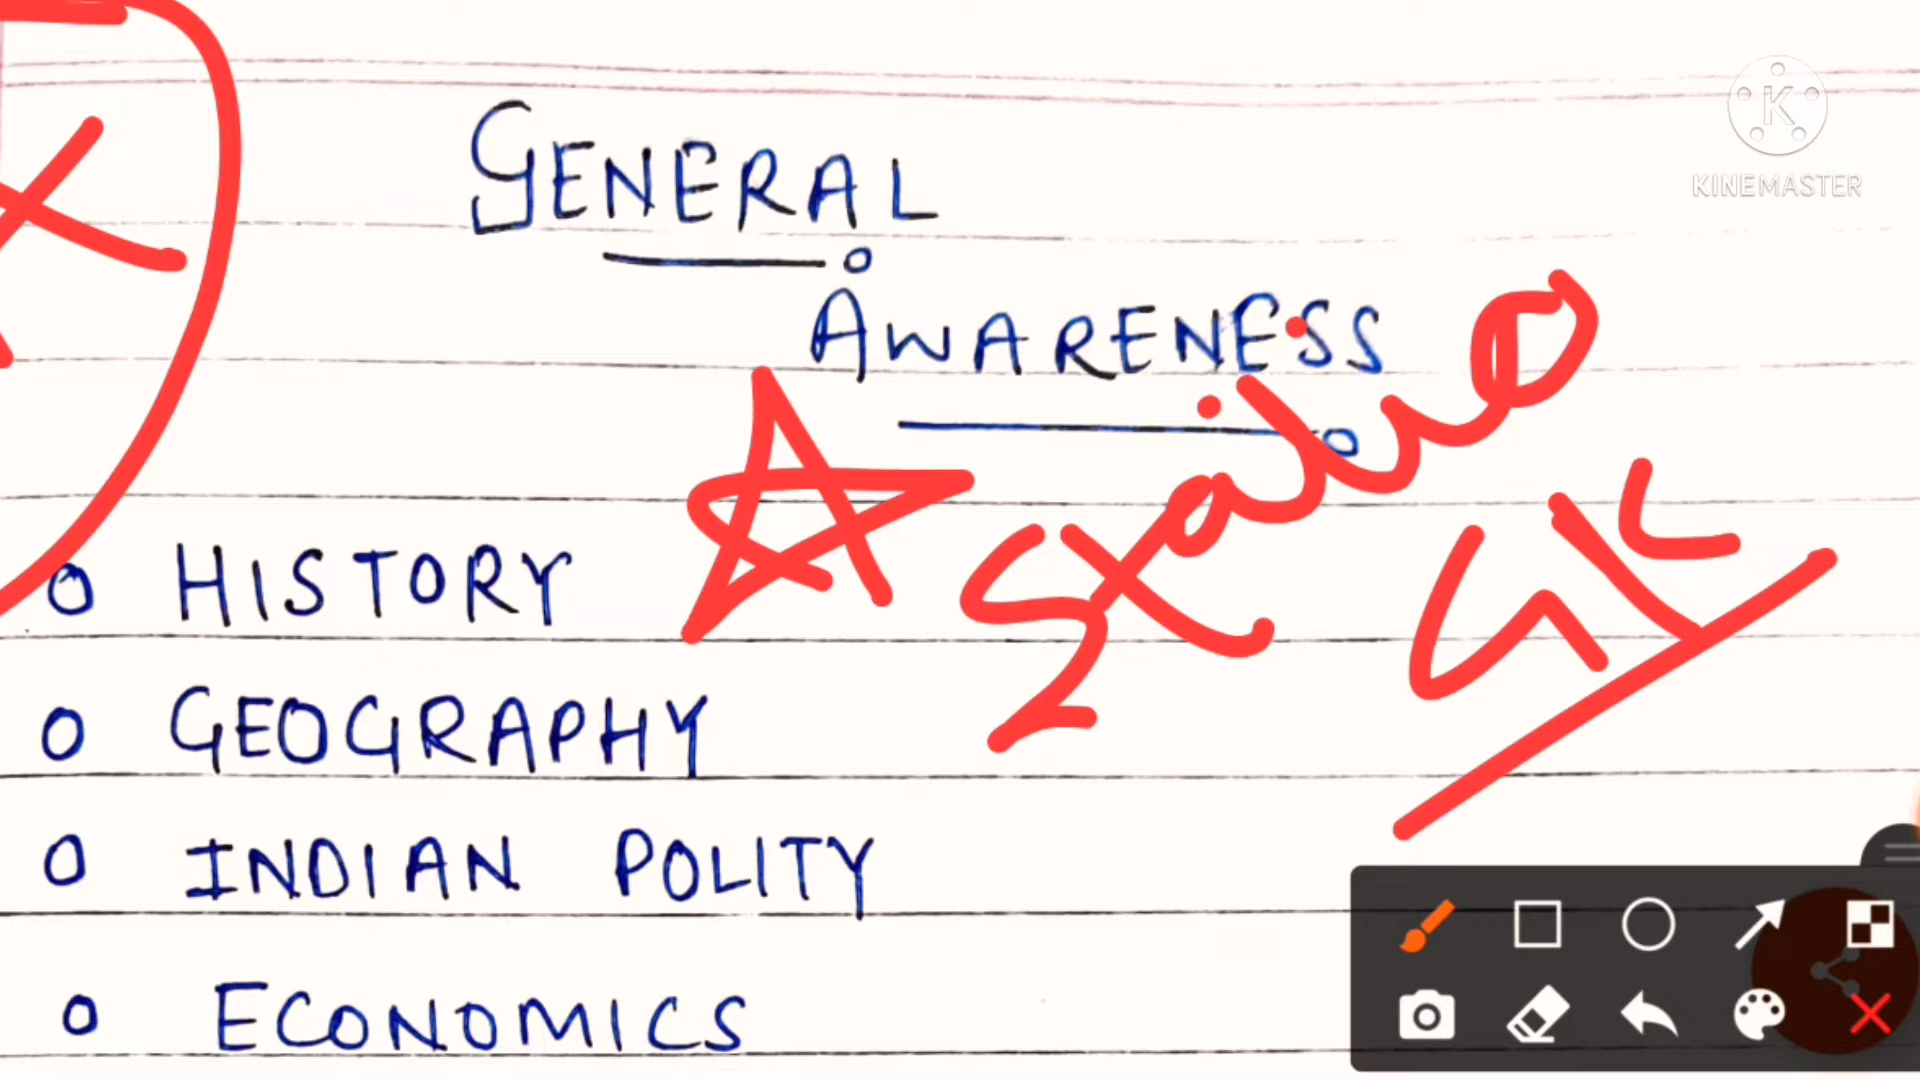 GENERAL
AWARENESS
Static
GK
HISTORY
GEOGRAPHY
INDIAN POLITY
ECONOMICS
KINEMASTER